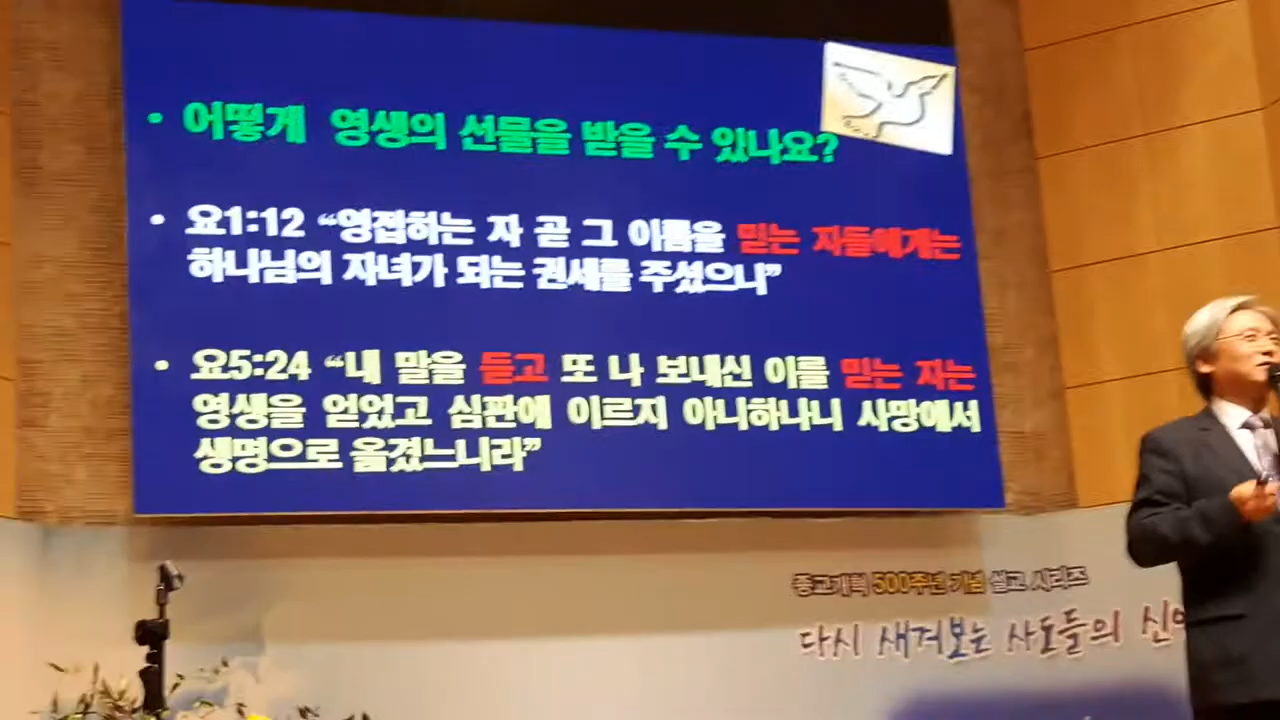 • 어떻게 영생의 선물을 받을 수 있나요?
• 요1:12 “영접하는 자 곧 그 이름을 믿는 자들에게는
하나님의 자녀가 되는 권세를 주셨으니”
• 요5:24 “내 말을 듣고 또 나 보내신 이를 믿는 자는
영생을 얻었고 심판에 이르지 아니하나니 사망에서
생명으로 옮겼느니라”
종교개혁 500주년 기념 설교 시리즈
다시 새겨보는 사도들의